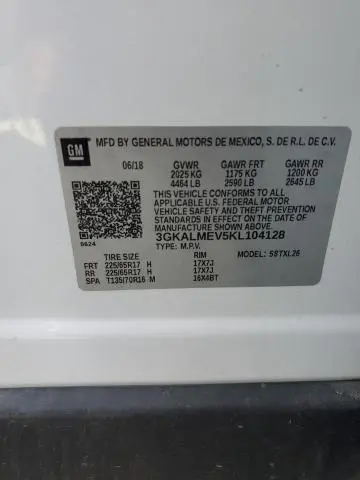 GM MFD BY GENERAL MOTORS DE MEXICO, S. DE R.L. DE C.V.
06/18 GVWR GAWR FRT GAWR RR
2025 KG 1175 KG 1200 KG
4464 LB 2590 LB 2645 LB
THIS VEHICLE CONFORMS TO ALL
APPLICABLE U.S. FEDERAL MOTOR
VEHICLE SAFETY AND THEFT
PREVENTION STANDARDS IN EFFECT
ON THE DATE OF MANUFACTURE
SHOWN ABOVE.
3GKALMEV5KL104128
0624 TYPE: M.P.V.
TIRE SIZE RIM MODEL: 58TXL26
FRT 225/65R17 H 17X7J
RR 225/65R17 H 17X7J
SPA T135/70R16 M 16X4BT